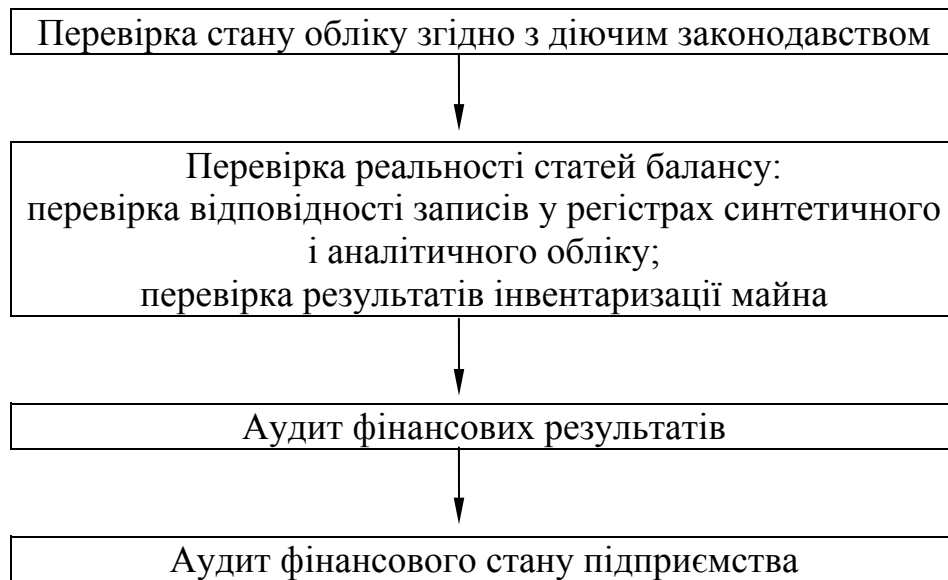 Перевірка стану обліку згідно з діючим законодавством
Перевірка реальності статей балансу:
перевірка відповідності записів у регістрах синтетичного
і аналітичного обліку;
перевірка результатів інвентаризації майна
Аудит фінансових результатів
Аудит фінансового стану підприємства